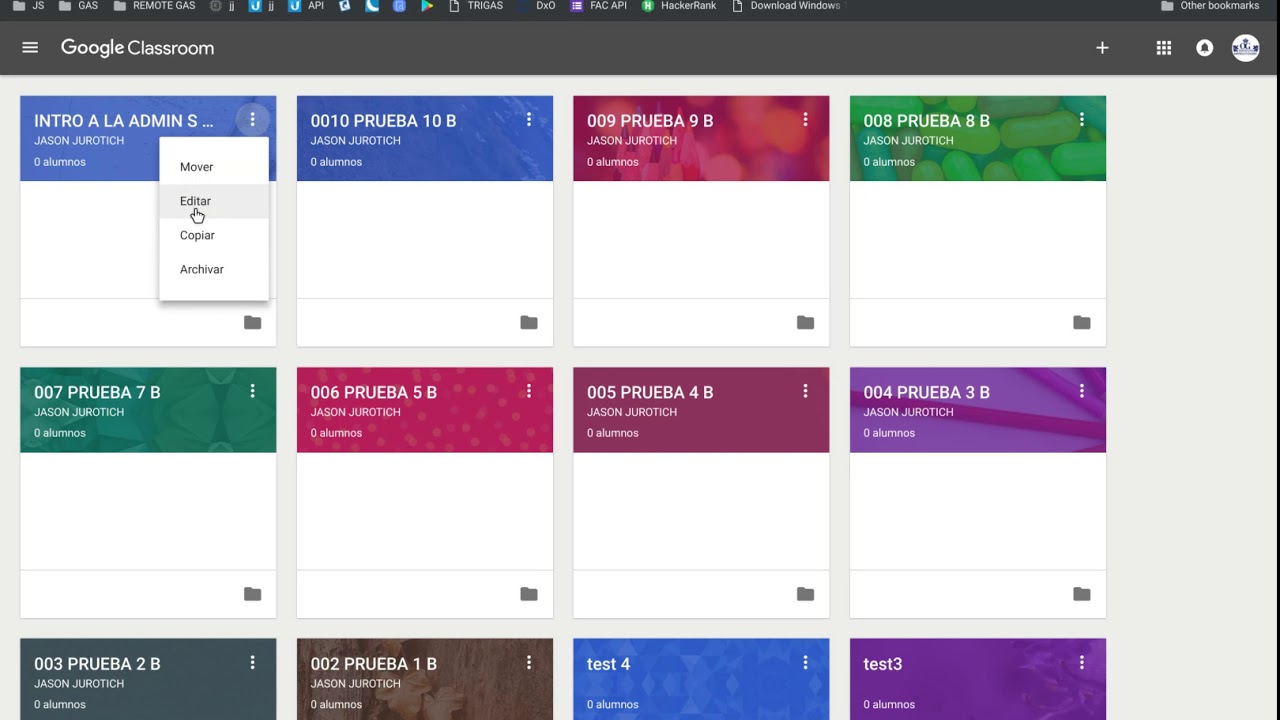 JS GAS REMOTE GAS jj jj API TRIGAS DxO FAC API HackerRank Download Windows Other bookmarks
Google Classroom
INTRO A LA ADMIN S ...
JASON JUROTICH
0 alumnos
Mover
Editar
Copiar
Archivar
0010 PRUEBA 10 B
JASON JUROTICH
0 alumnos
009 PRUEBA 9 B
JASON JUROTICH
0 alumnos
008 PRUEBA 8 B
JASON JUROTICH
0 alumnos
007 PRUEBA 7 B
JASON JUROTICH
0 alumnos
006 PRUEBA 5 B
JASON JUROTICH
0 alumnos
005 PRUEBA 4 B
JASON JUROTICH
0 alumnos
004 PRUEBA 3 B
JASON JUROTICH
0 alumnos
003 PRUEBA 2 B
JASON JUROTICH
0 alumnos
002 PRUEBA 1 B
JASON JUROTICH
0 alumnos
test 4
0 alumnos
test3
0 alumnos